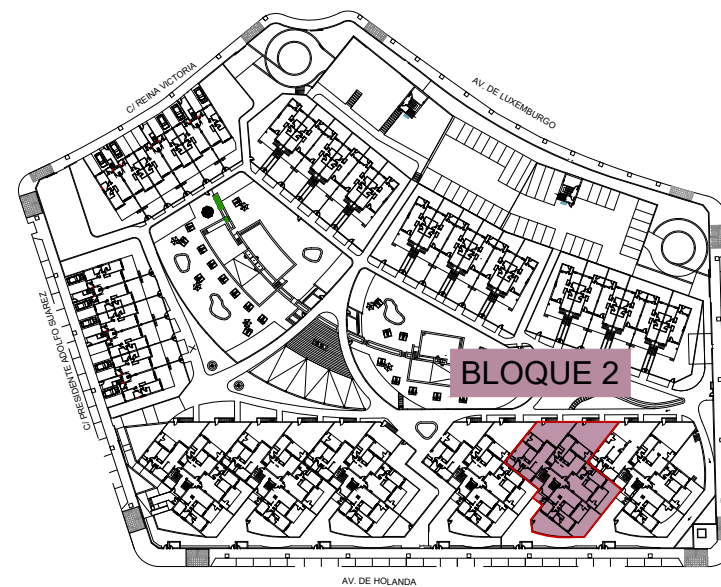 C/ REINA VICTORIA
AV. DE LUXEMBURGO
C/ PRESIDENTE ADOLFO SUAREZ
BLOQUE 2
AV. DE HOLANDA